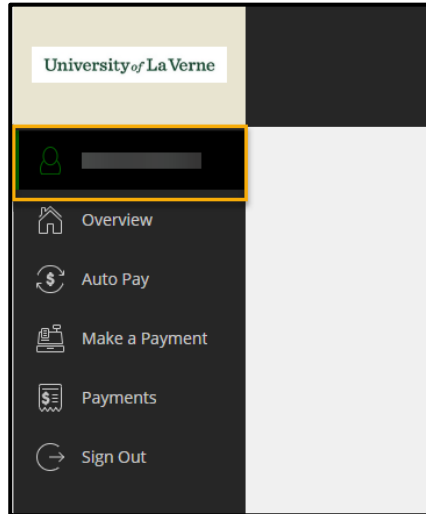 University of La Verne
Overview
Auto Pay
Make a Payment
Payments
Sign Out